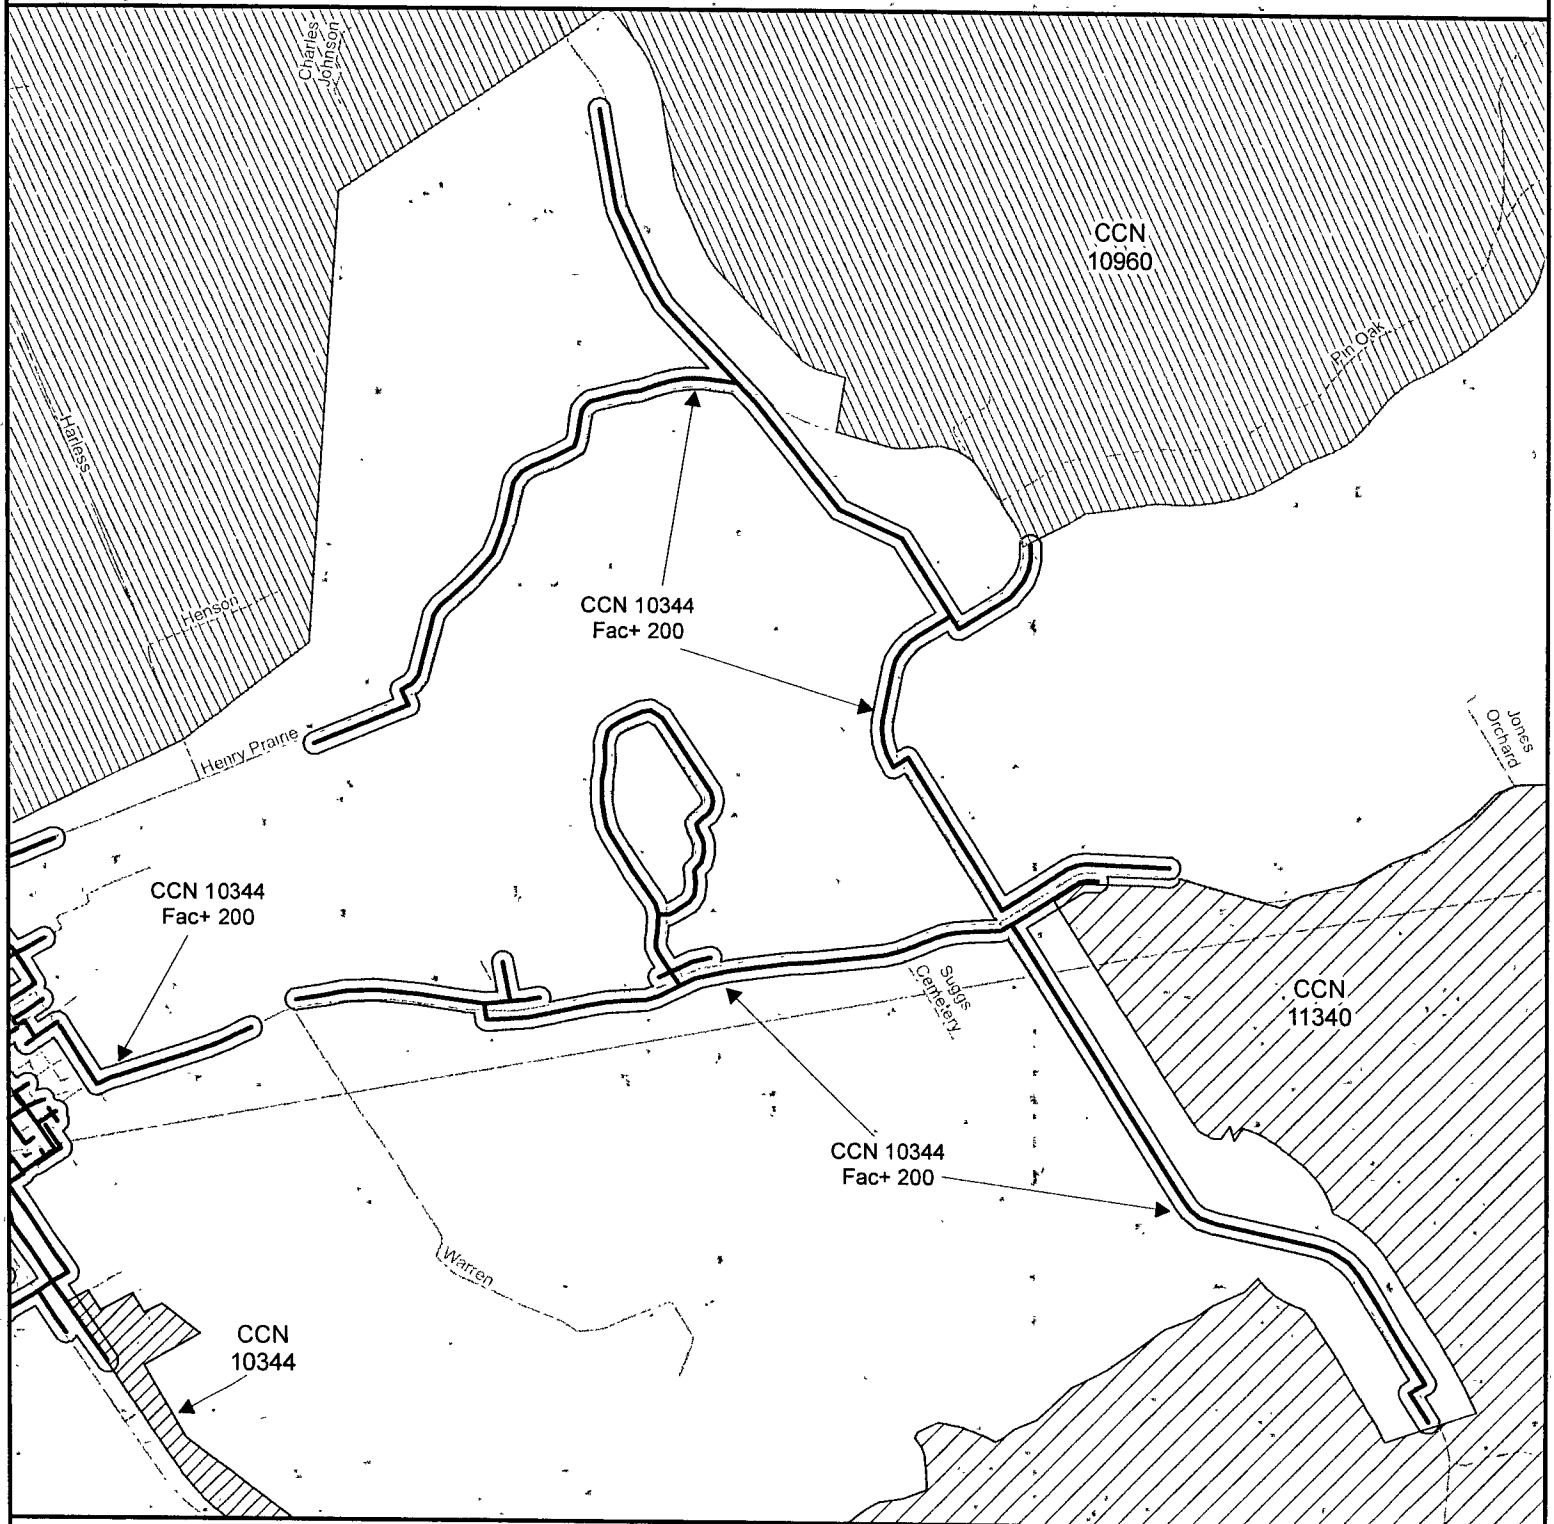 Charles
Johnson
CCN
10960
Pin Oak
Harless
Henson
CCN 10344
Fac+ 200
Henry Prairie
Jones
Orchard
CCN 10344
Fac+ 200
Suggs
Cemetery
CCN
11340
CCN 10344
Fac+ 200
Warren
CCN
10344